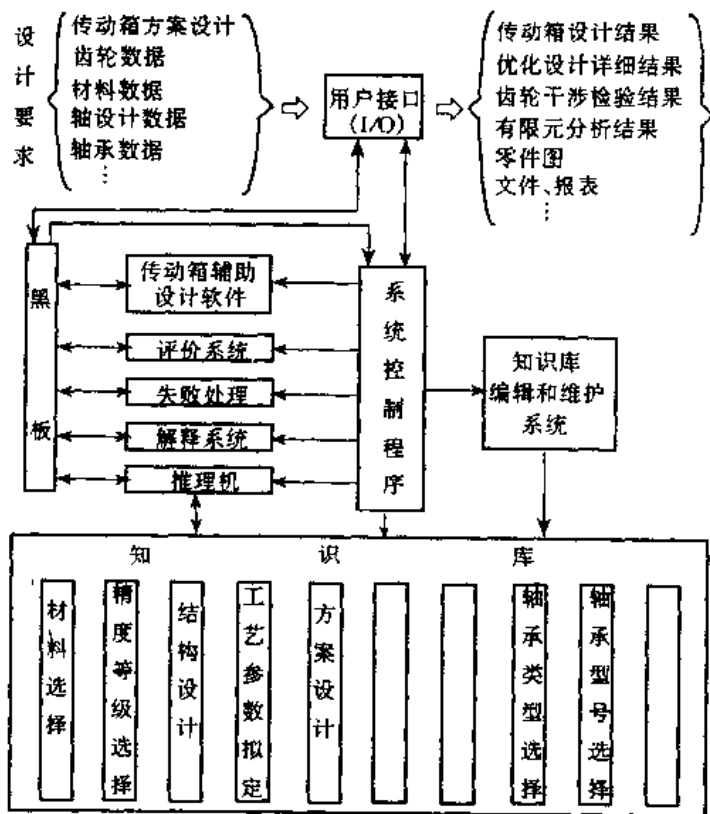 设计要求
传动箱方案设计
齿轮数据
材料数据
轴设计数据
轴承数据
⋮
用户接口
(I/O)
传动箱设计结果
优化设计详细结果
齿轮干涉检验结果
有限元分析结果
零件图
文件、报表
⋮
黑板
传动箱辅助
设计软件
评价系统
失败处理
解释系统
推理机
系统控制程序
知识库
编辑和维护
系统
知识库
材料选择
精度等级选择
结构设计
工艺参数拟定
方案设计
轴承类型选择
轴承型号选择